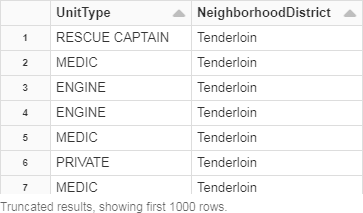 UnitType NeighborhoodDistrict
1 RESCUE CAPTAIN Tenderloin
2 MEDIC Tenderloin
3 ENGINE Tenderloin
4 ENGINE Tenderloin
5 MEDIC Tenderloin
6 PRIVATE Tenderloin
7 MEDIC Tenderloin
Truncated results, showing first 1000 rows.